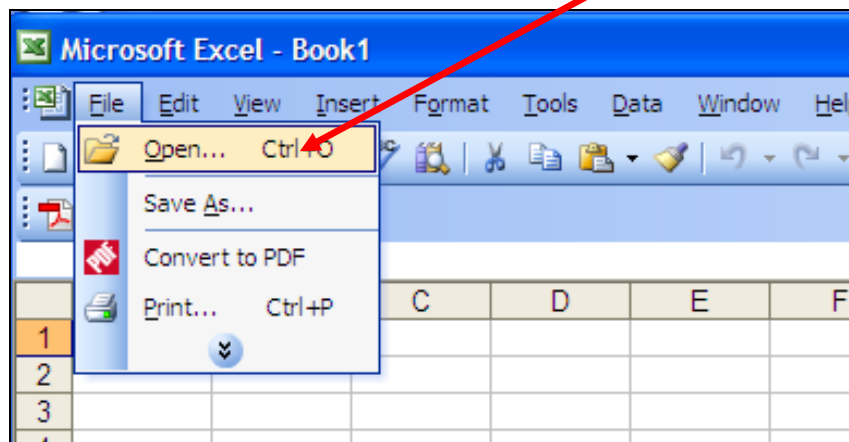 Microsoft Excel - Book1
File Edit View Insert Format Tools Data Window Hel
Open... Ctrl+O
Save As...
Convert to PDF
Print... Ctrl+P
C D E F
1
2
3